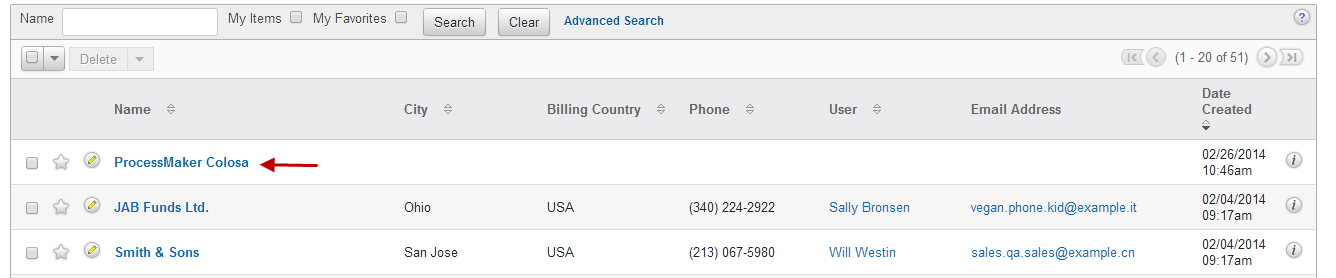 Name My Items My Favorites Search Clear Advanced Search ?
Delete (1 - 20 of 51)
Name City Billing Country Phone User Email Address Date Created
ProcessMaker Colosa 02/26/2014 10:46am i
JAB Funds Ltd. Ohio USA (340) 224-2922 Sally Bronsen vegan.phone.kid@example.it 02/04/2014 09:17am i
Smith & Sons San Jose USA (213) 067-5980 Will Westin sales.qa.sales@example.cn 02/04/2014 09:17am i